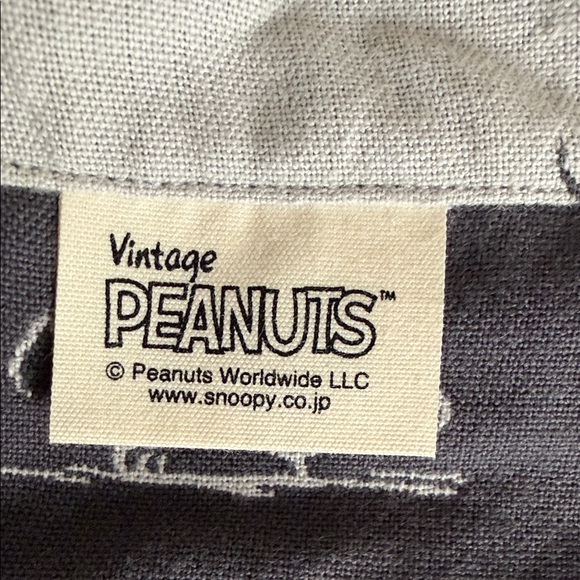 Vintage
PEANUTS™
© Peanuts Worldwide LLC
www.snoopy.co.jp